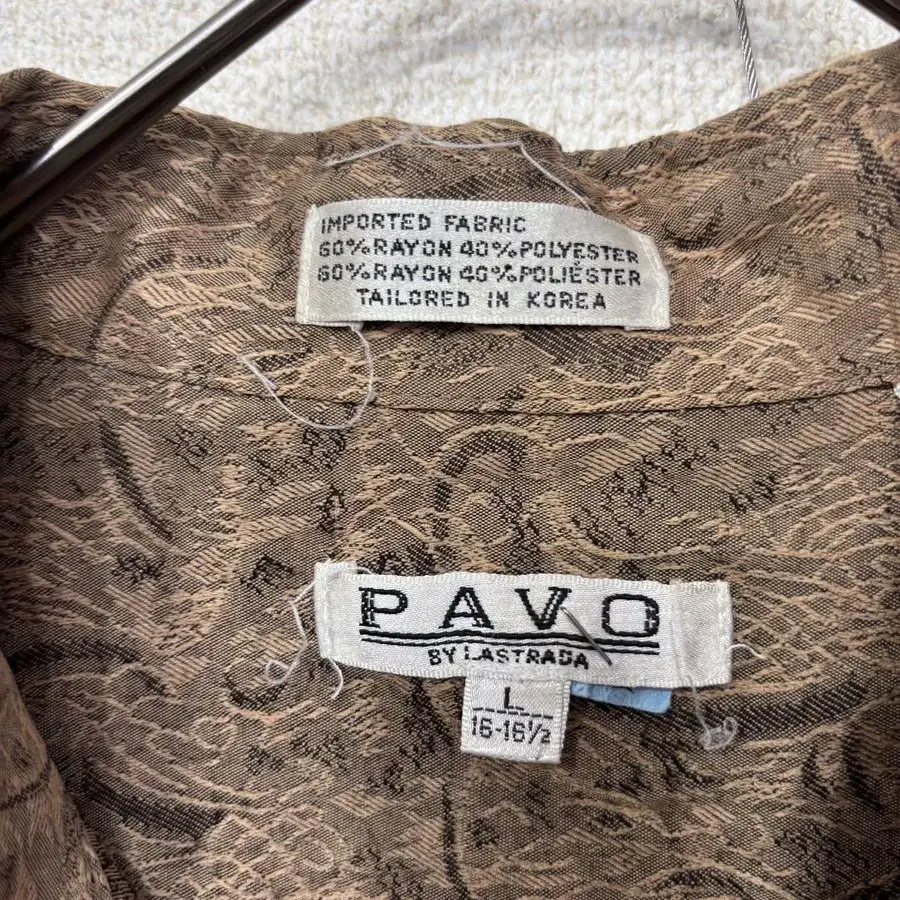 IMPORTED FABRIC
60% RAYON 40% POLYESTER
60% RAYON 40% POLIÉSTER
TAILORED IN KOREA
PAVO
BY LASTRADA
L
16-16½